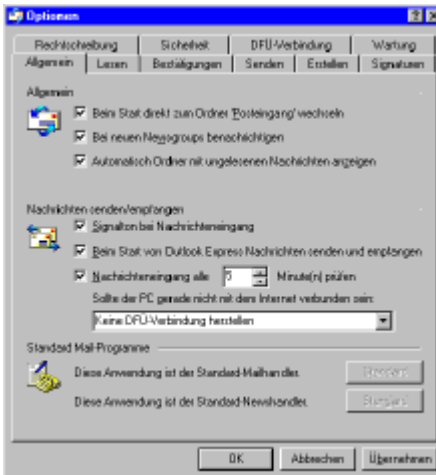 Optionen
Rechtschreibung Sicherheit DFÜ-Verbindung Wartung
Allgemein Lesen Bestätigungen Senden Erstellen Signaturen
Allgemein
Beim Start direkt zum Ordner 'Posteingang' wechseln
Bei neuen Newsgroups benachrichtigen
Automatisch Ordner mit ungelesenen Nachrichten anzeigen
Nachrichten senden/empfangen
Signalton bei Nachrichteneingang
Beim Start von Outlook Express Nachrichten senden und empfangen
Nachrichteneingang alle 5 Minute(n) prüfen
Sollte der PC gerade nicht mit dem Internet verbunden sein:
Keine DFÜ-Verbindung herstellen
Standard Mail-Programme
Diese Anwendung ist der Standard-Mailhandler. Standard
Diese Anwendung ist der Standard-Newshandler. Standard
OK Abbrechen Übernehmen